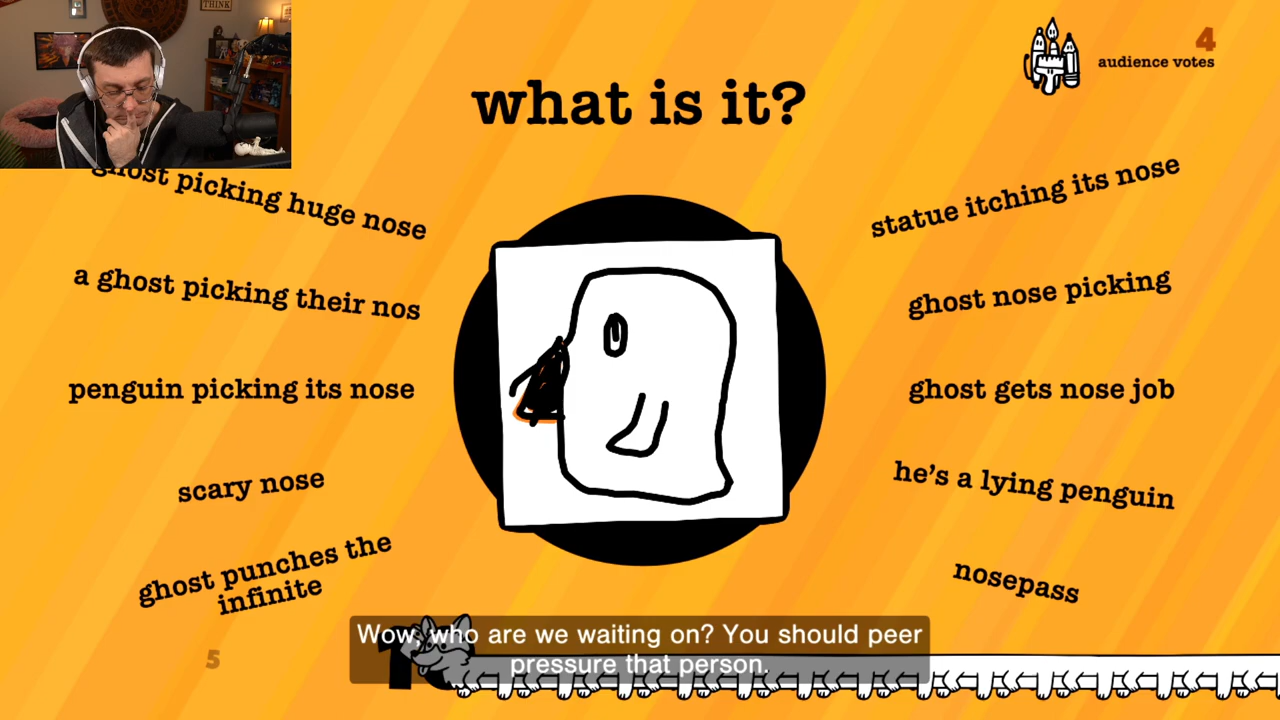 THINK
4
audience votes
what is it?
ghost picking huge nose
a ghost picking their nos
penguin picking its nose
scary nose
ghost punches the
infinite
statue itching its nose
ghost nose picking
ghost gets nose job
he's a lying penguin
nosepass
5
Wow, who are we waiting on? You should peer
pressure that person.